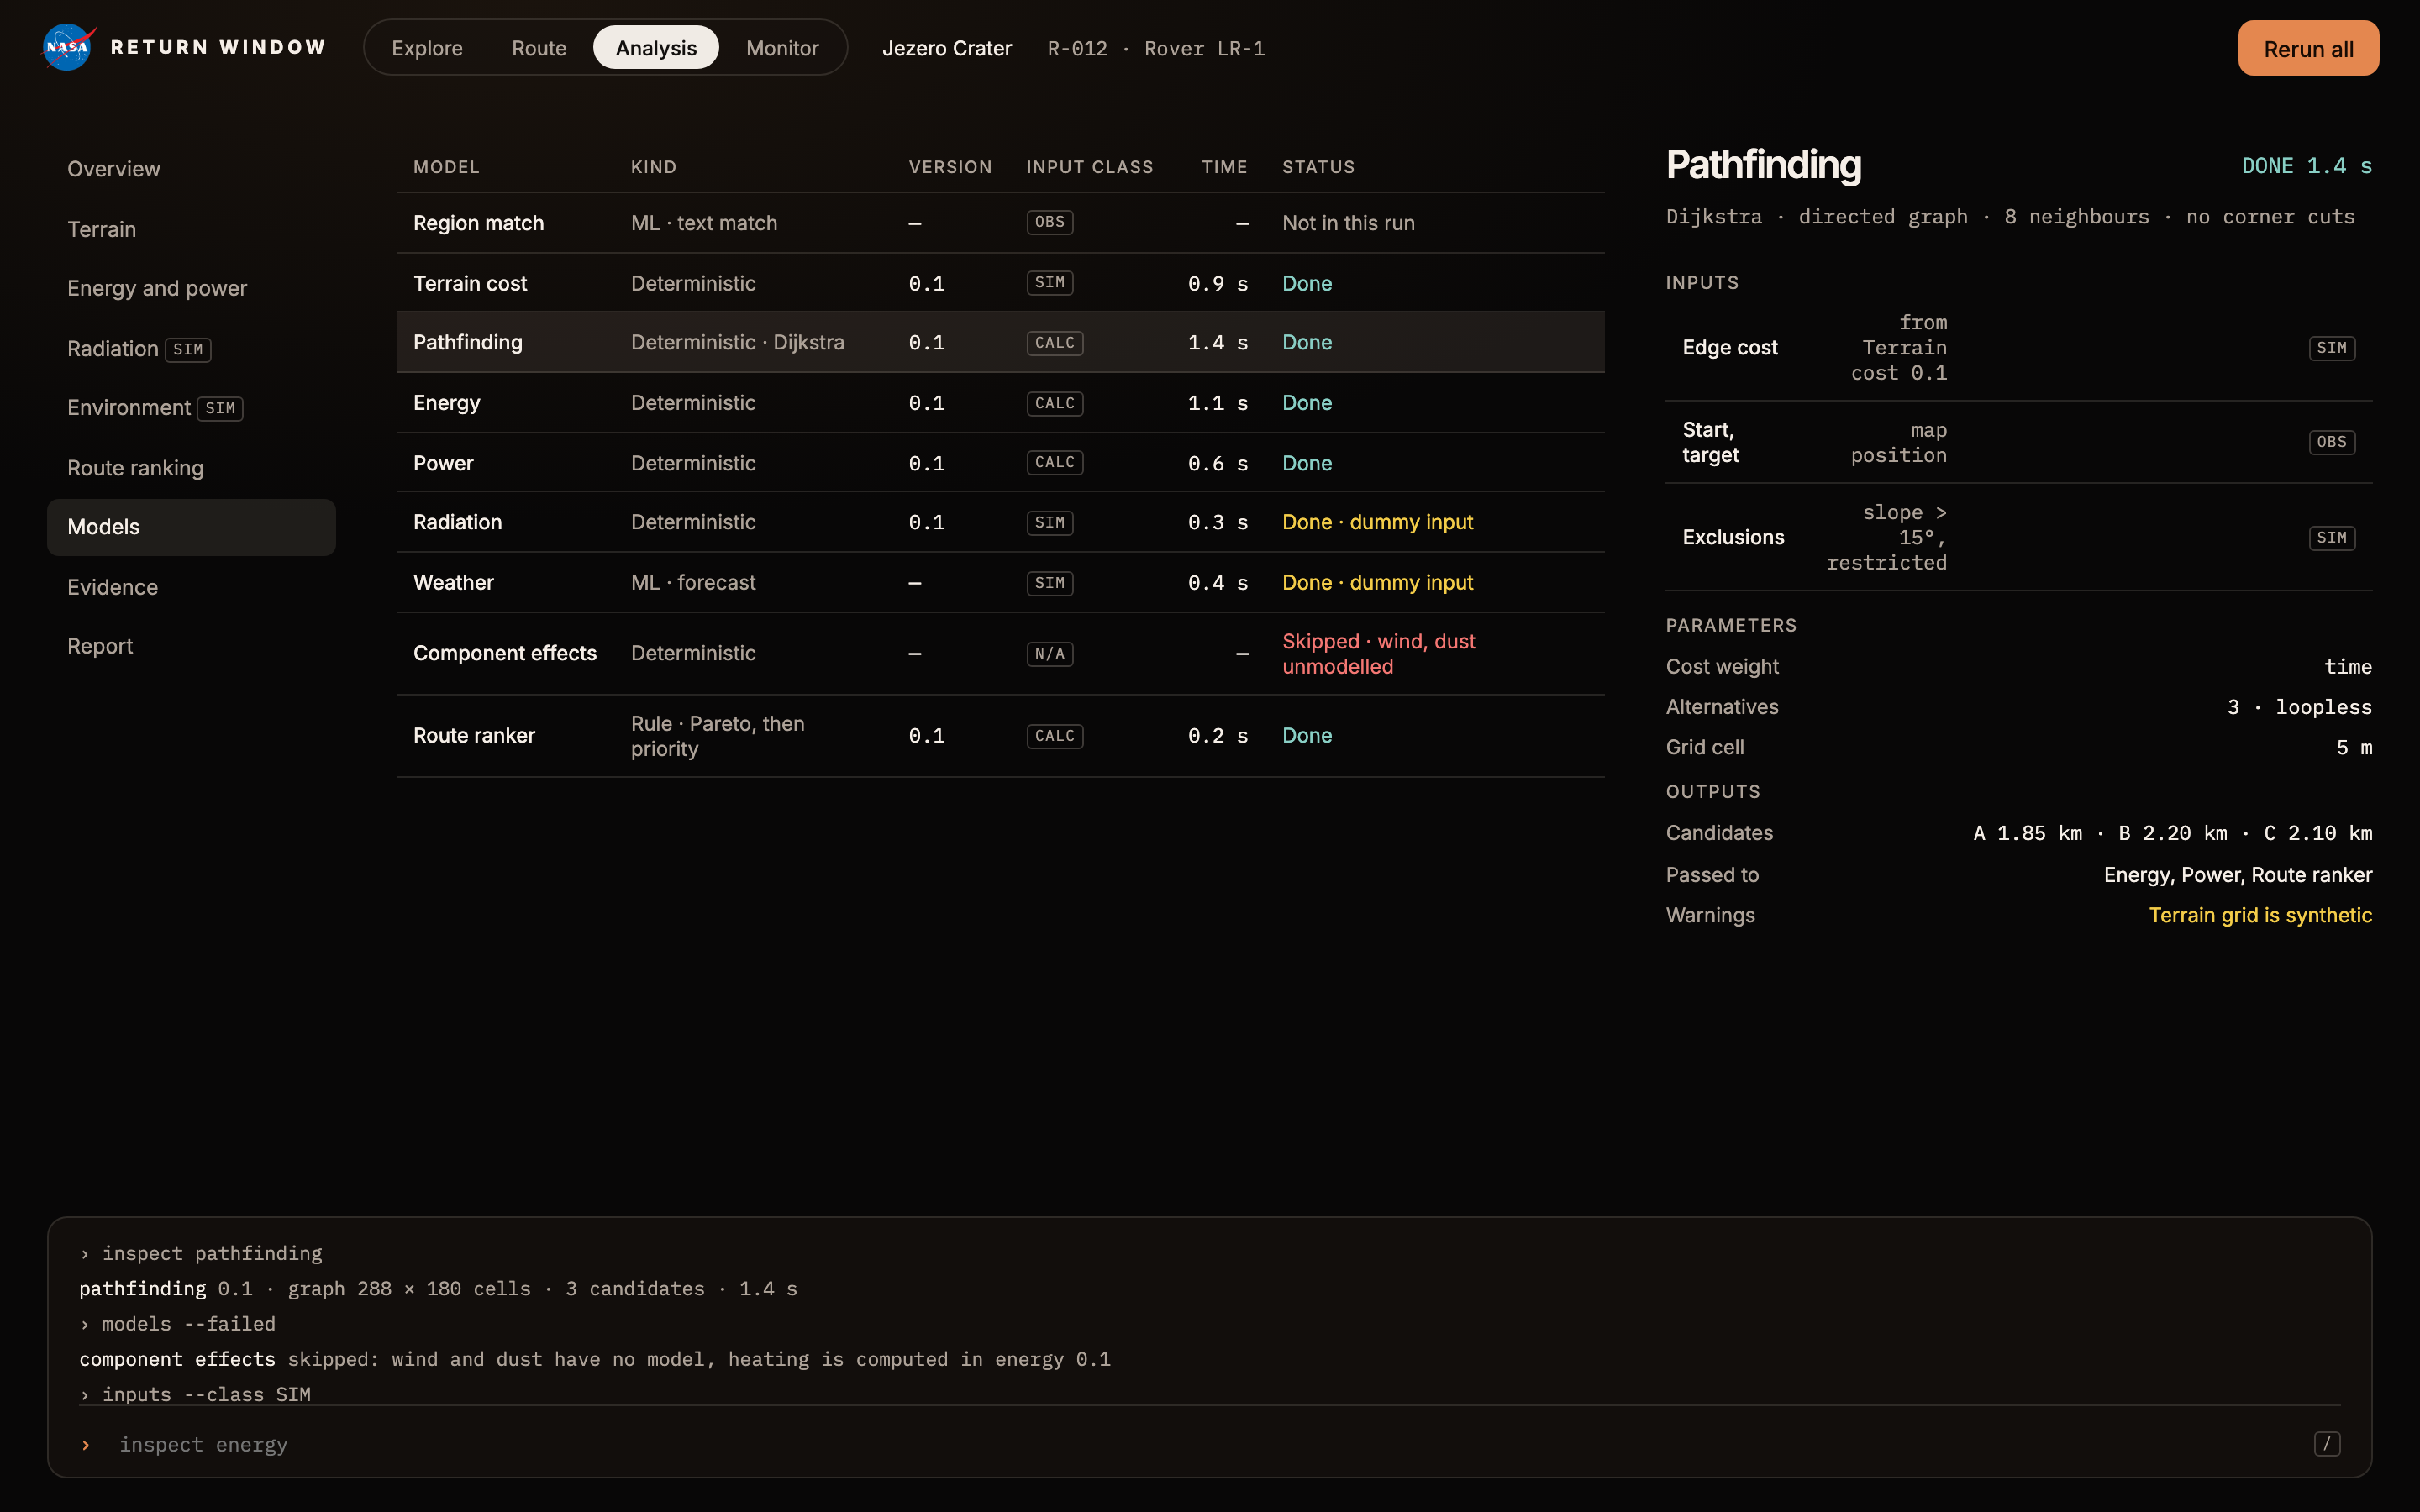 NASA RETURN WINDOW Explore Route Analysis Monitor Jezero Crater R-012 · Rover LR-1 Rerun all
Overview
Terrain
Energy and power
Radiation SIM
Environment SIM
Route ranking
Models
Evidence
Report
MODEL KIND VERSION INPUT CLASS TIME STATUS
Region match ML · text match – OBS – Not in this run
Terrain cost Deterministic 0.1 SIM 0.9 s Done
Pathfinding Deterministic · Dijkstra 0.1 CALC 1.4 s Done
Energy Deterministic 0.1 CALC 1.1 s Done
Power Deterministic 0.1 CALC 0.6 s Done
Radiation Deterministic 0.1 SIM 0.3 s Done · dummy input
Weather ML · forecast – SIM 0.4 s Done · dummy input
Component effects Deterministic – N/A – Skipped · wind, dust
unmodelled
Route ranker Rule · Pareto, then
priority 0.1 CALC 0.2 s Done
Pathfinding DONE 1.4 s
Dijkstra · directed graph · 8 neighbours · no corner cuts
INPUTS
Edge cost from
Terrain
cost 0.1 SIM
Start,
target map
position OBS
Exclusions slope >
15°,
restricted SIM
PARAMETERS
Cost weight time
Alternatives 3 · loopless
Grid cell 5 m
OUTPUTS
Candidates A 1.85 km · B 2.20 km · C 2.10 km
Passed to Energy, Power, Route ranker
Warnings Terrain grid is synthetic
› inspect pathfinding
pathfinding 0.1 · graph 288 × 180 cells · 3 candidates · 1.4 s
› models --failed
component effects skipped: wind and dust have no model, heating is computed in energy 0.1
› inputs --class SIM
› inspect energy /